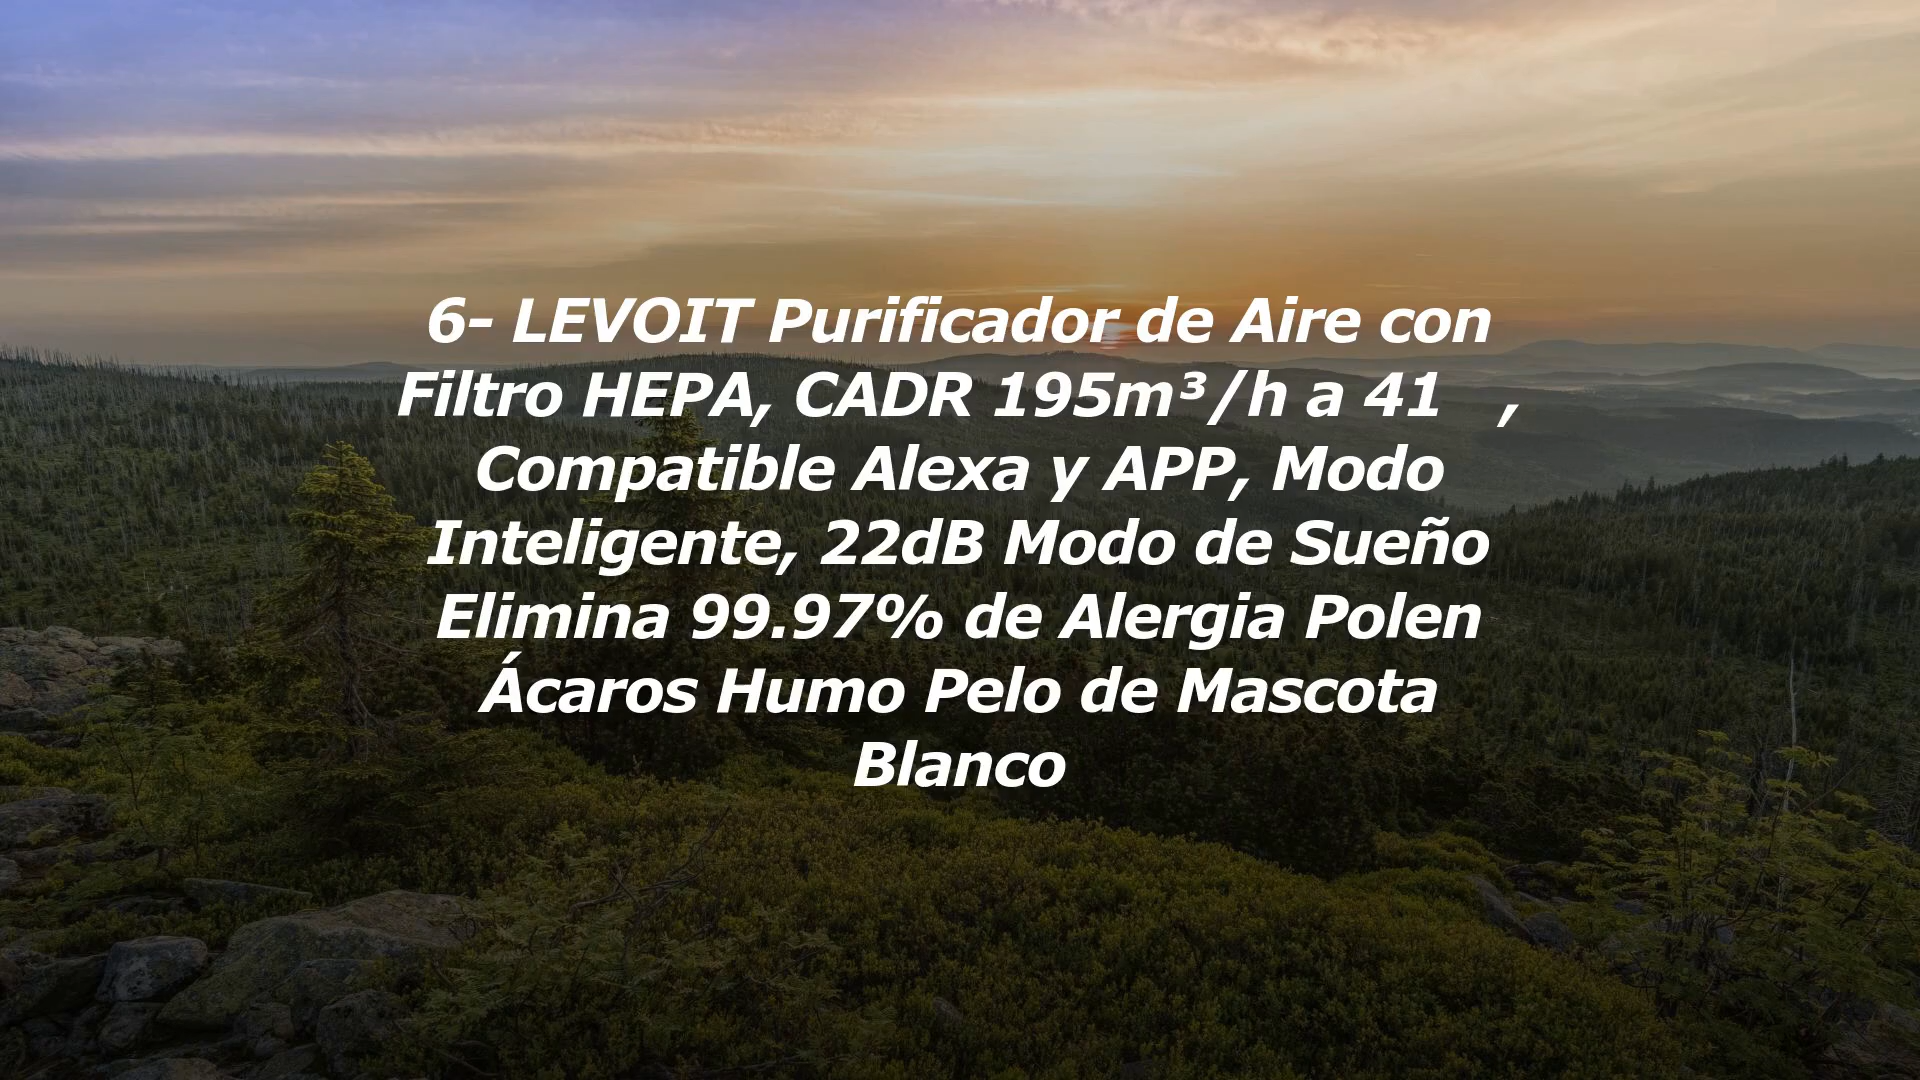 6- LEVOIT Purificador de Aire con
Filtro HEPA, CADR 195m³/h a 41   ,
Compatible Alexa y APP, Modo
Inteligente, 22dB Modo de Sueño
Elimina 99.97% de Alergia Polen
Ácaros Humo Pelo de Mascota
Blanco